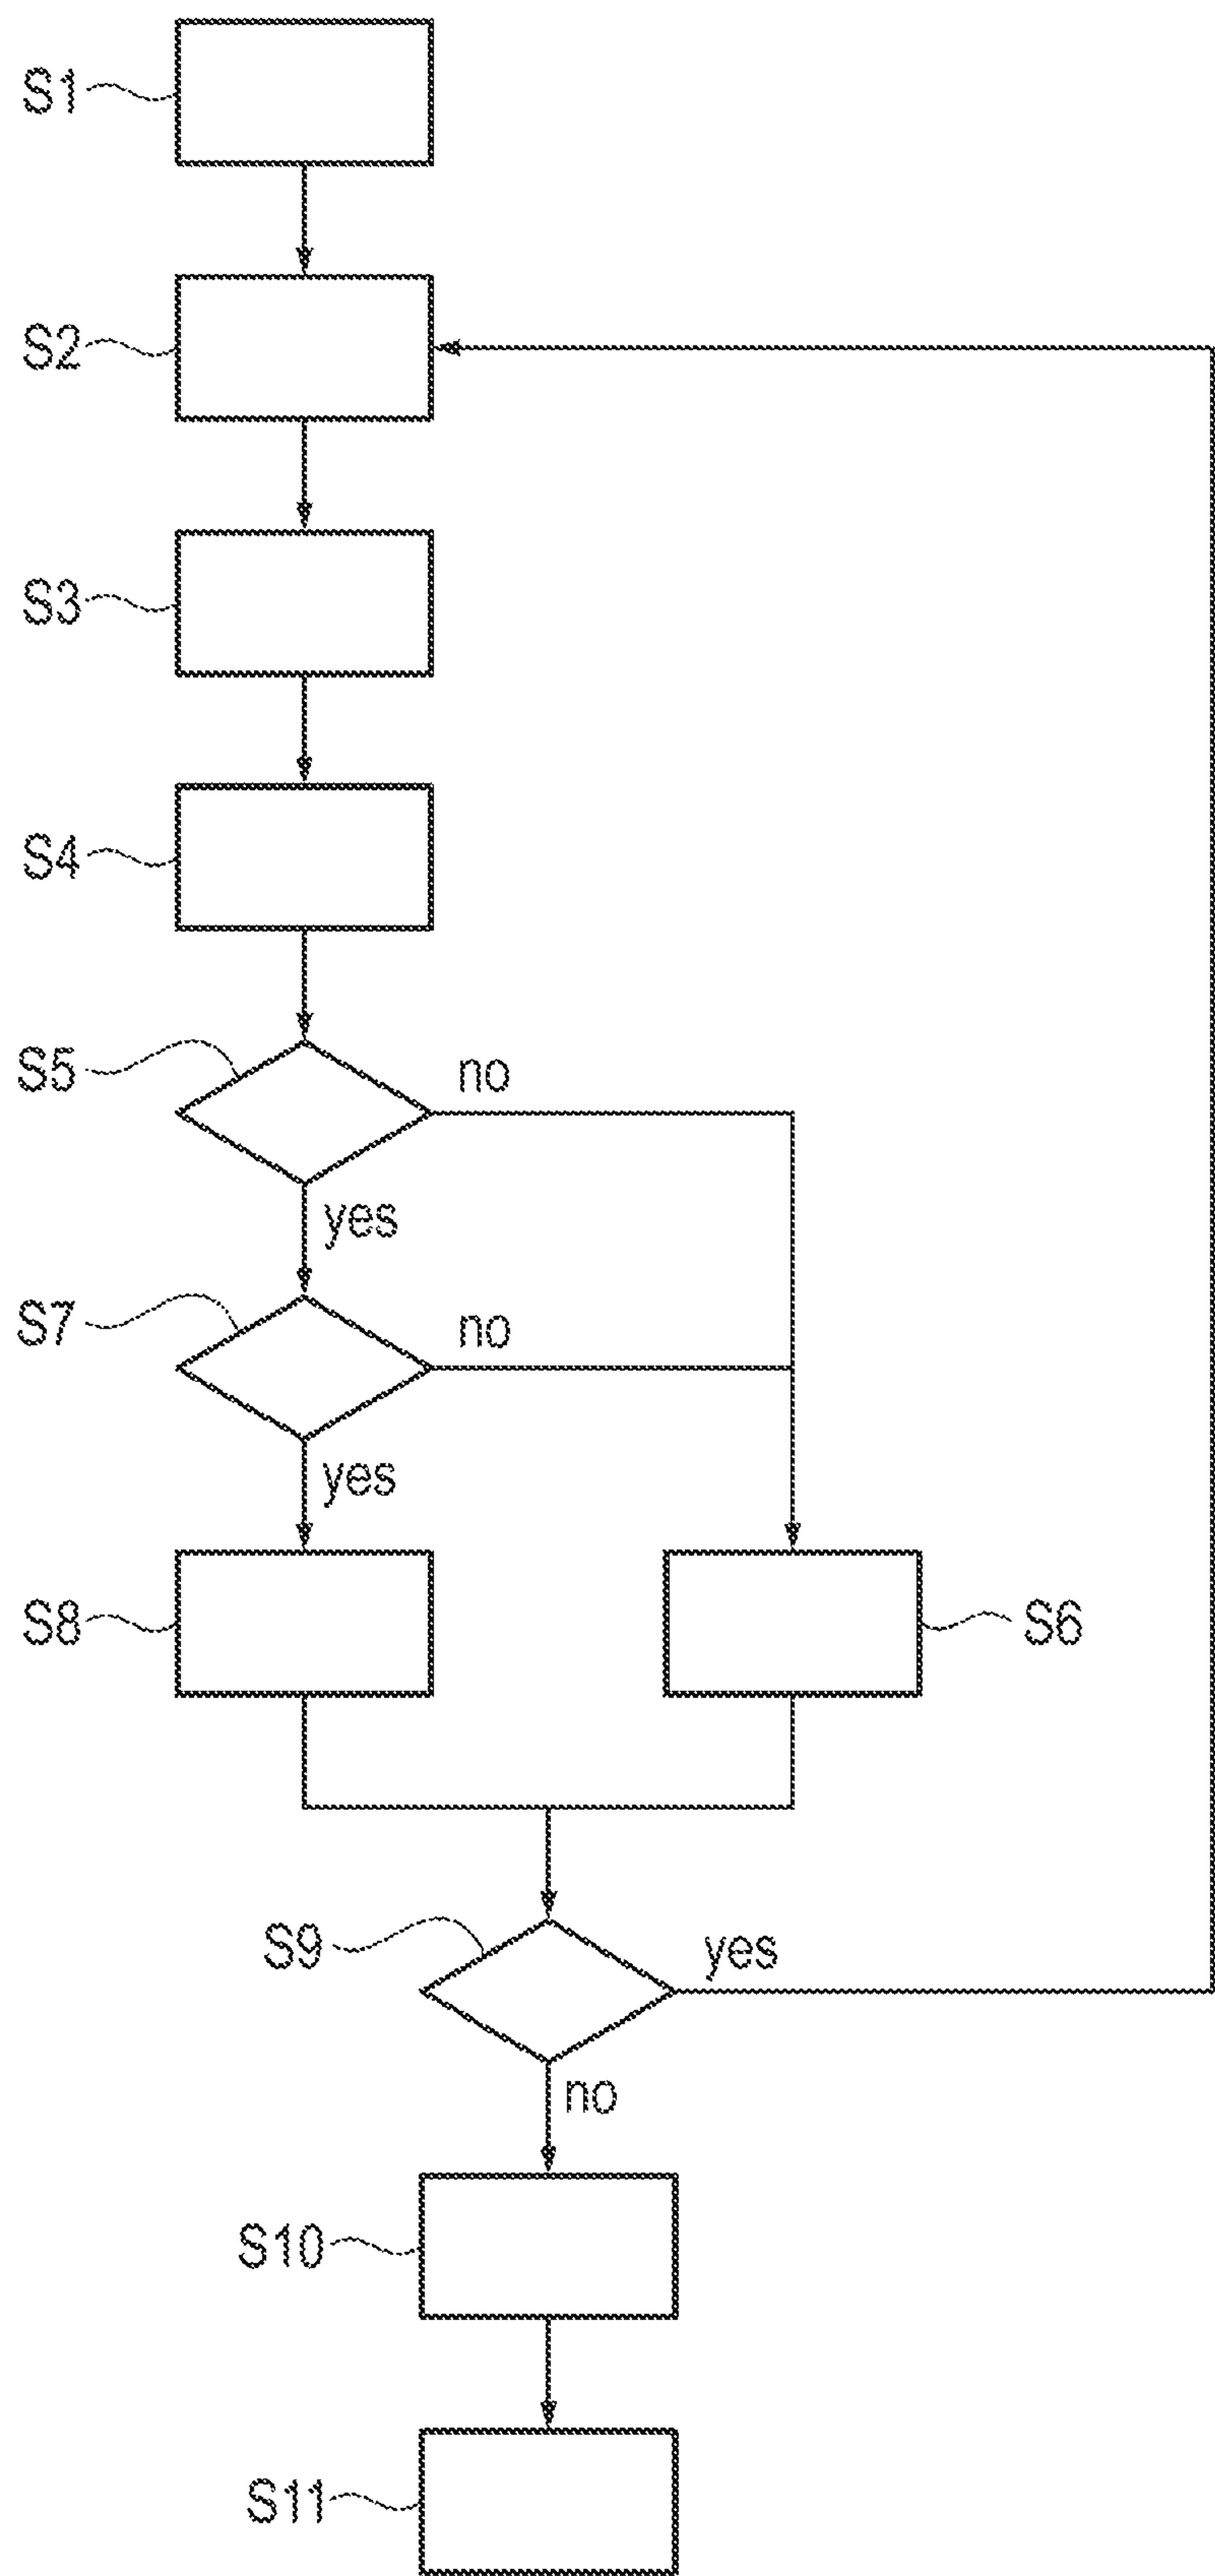 S1
S2
S3
S4
S5
no
yes
S7
no
yes
S8
S6
S9
yes
no
S10
S11